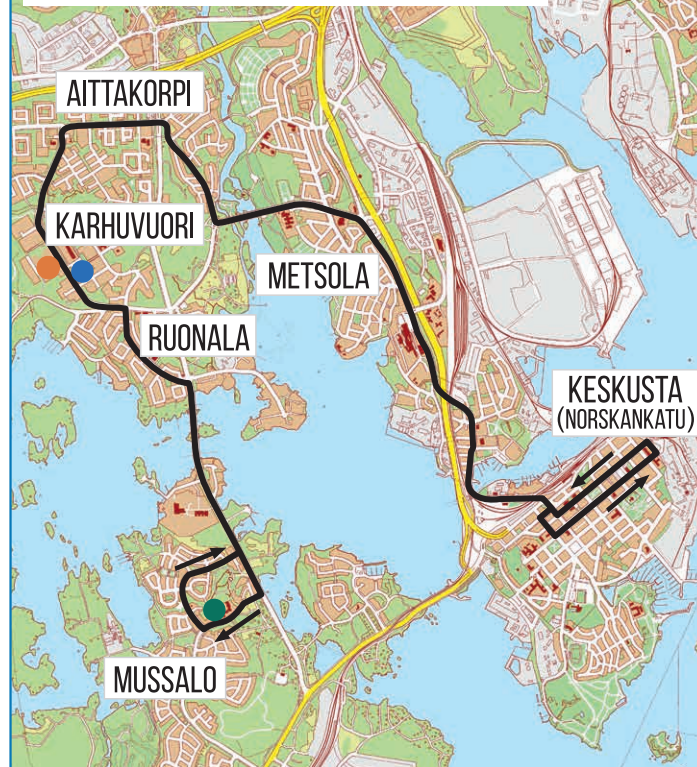 AITTAKORPI
KARHUVUORI
METSOLA
RUONALA
KESKUSTA
(NORSKANKATU)
MUSSALO